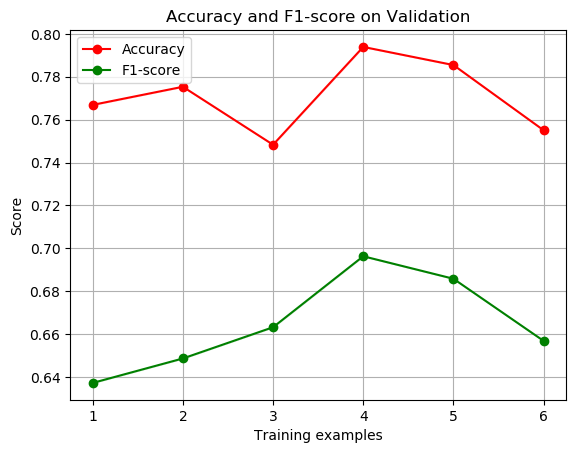 Accuracy and F1-score on Validation
Accuracy
F1-score
0.80
0.78
0.76
0.74
0.72
0.70
0.68
0.66
0.64
Score
1 2 3 4 5 6
Training examples